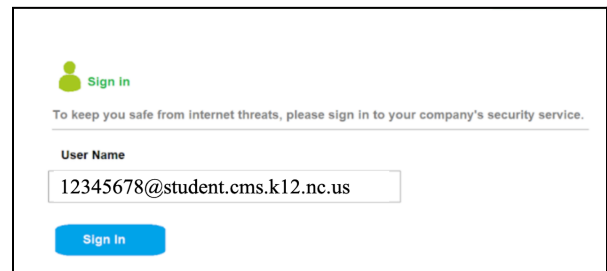 Sign in
To keep you safe from internet threats, please sign in to your company's security service.
User Name
12345678@student.cms.k12.nc.us
Sign In